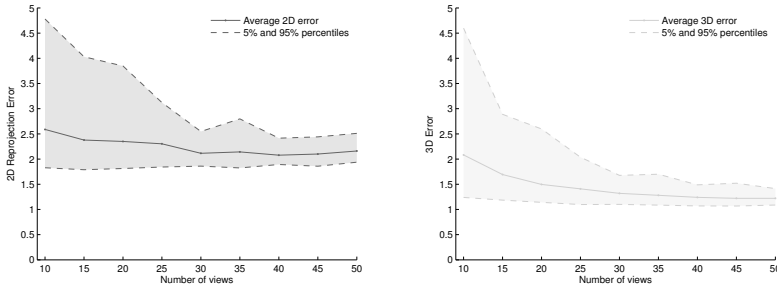 5
4.5
4
3.5
3
2.5
2
1.5
1
0.5
0
2D Reprojection Error
Average 2D error
5% and 95% percentiles
10 15 20 25 30 35 40 45 50
Number of views
5
4.5
4
3.5
3
2.5
2
1.5
1
0.5
0
3D Error
Average 3D error
5% and 95% percentiles
10 15 20 25 30 35 40 45 50
Number of views